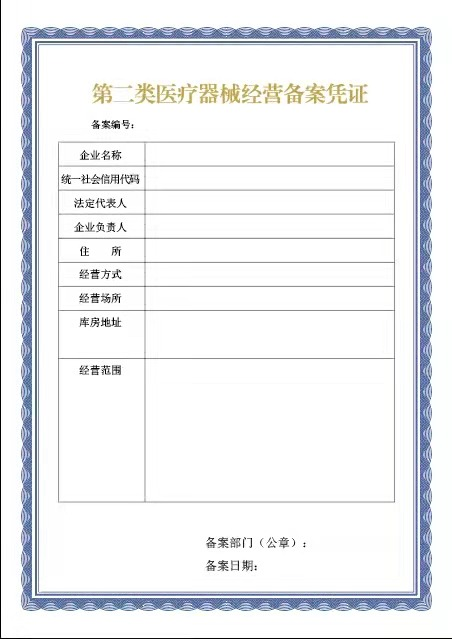 第二类医疗器械经营备案凭证
备案编号：
企业名称
统一社会信用代码
法定代表人
企业负责人
住　　所
经营方式
经营场所
库房地址
经营范围
备案部门（公章）：
备案日期：